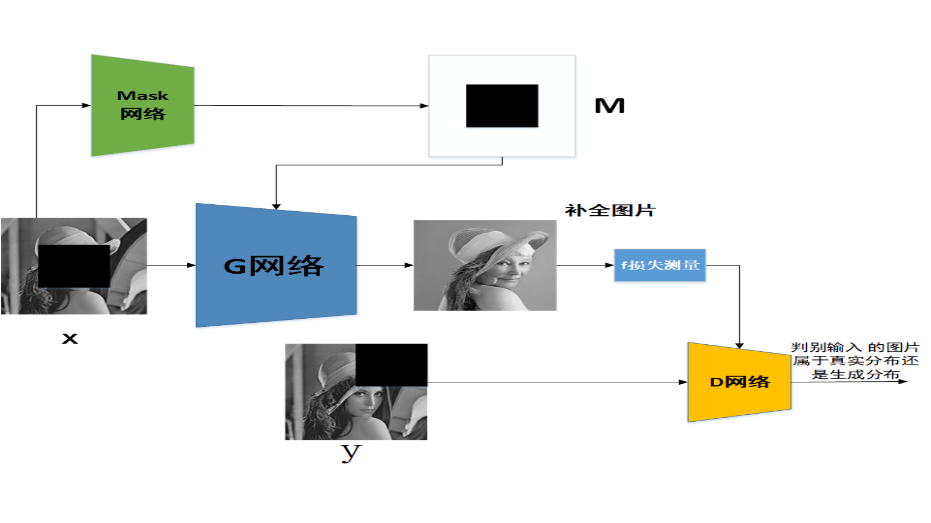 Mask
网络
M
补全图片
G网络
f损失测量
x
判别输入 的图片
属于真实分布还
是生成分布
D网络
y